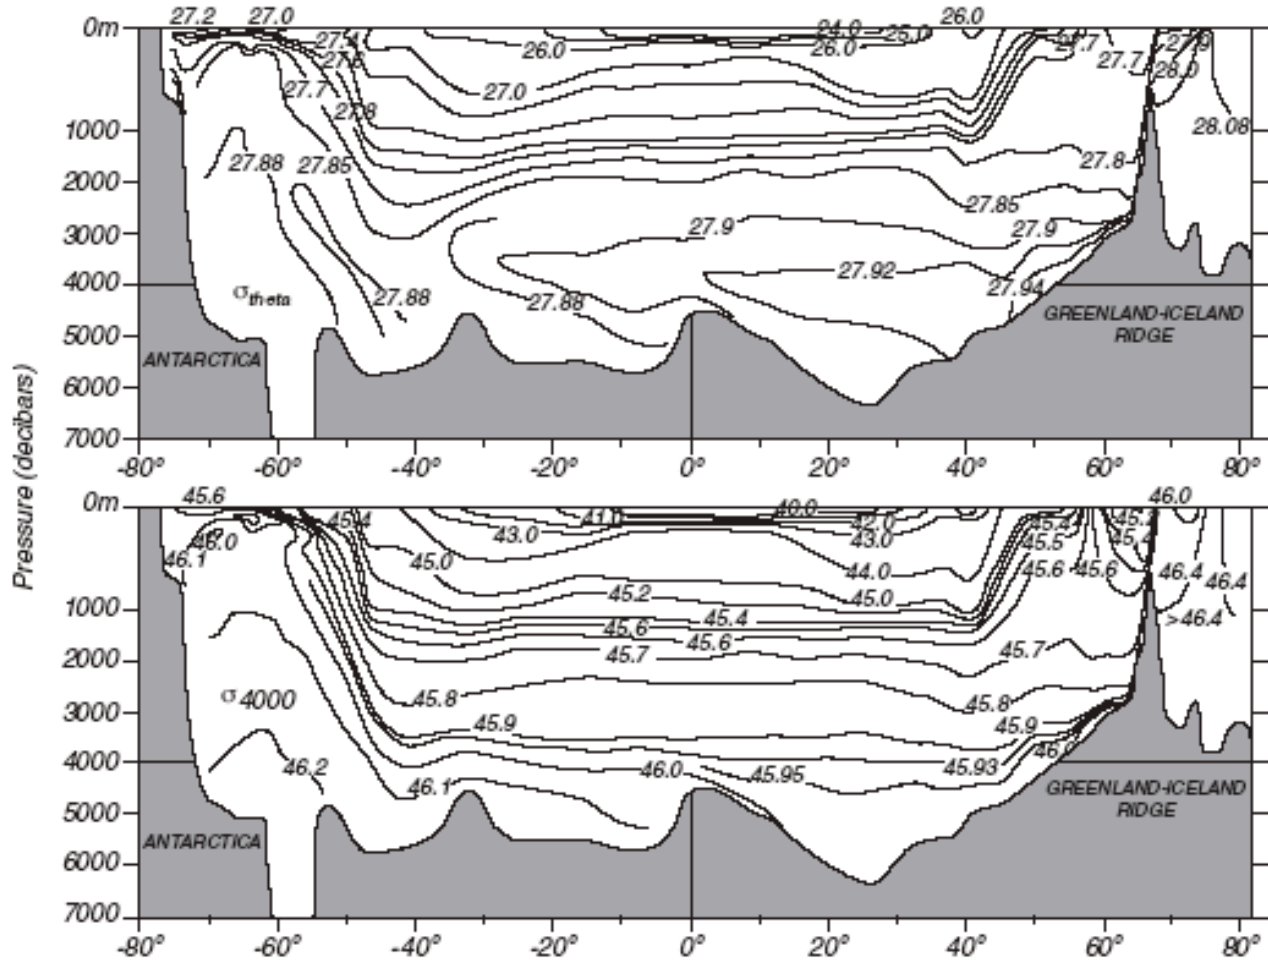 27.2 27.0 24.0 25.0 26.0
0m
27.4 26.0 26.0 27.7 27.9
27.7 28.0
27.7 27.0
27.8
1000 28.08
27.88 27.85 27.8
2000
27.85
3000 27.9 27.9
27.92
4000 σtheta 27.88 27.88 27.94
GREENLAND-ICELAND
RIDGE
5000
ANTARCTICA
6000
7000
-80° -60° -40° -20° 0° 20° 40° 60° 80°
Pressure (decibars)
45.6 40.0 46.0
0m
45.4 41.0 42.0 45.4 45.2
46.0 43.0 43.0 45.5 45.4
46.1 45.0 44.0 45.6 45.6 46.4 46.4
45.2 45.0
1000 45.4 >46.4
45.6 45.6
2000 45.7 45.7
σ 4000 45.8 45.8
3000 45.9 45.9
46.0
4000 46.2 46.0 45.95 45.93
46.1
GREENLAND-ICELAND
RIDGE
5000
ANTARCTICA
6000
7000
-80° -60° -40° -20° 0° 20° 40° 60° 80°